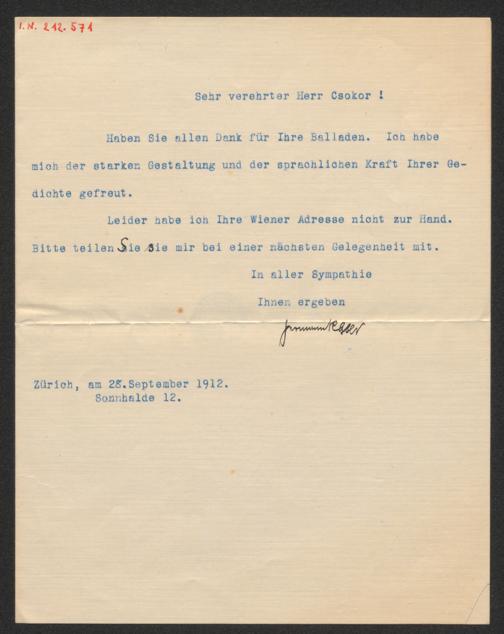 I.N. 212.571
Sehr verehrter Herr Csokor !
Haben Sie allen Dank für Ihre Balladen. Ich habe
mich der starken Gestaltung und der sprachlichen Kraft Ihrer Ge-
dichte gefreut.
Leider habe ich Ihre Wiener Adresse nicht zur Hand.
Bitte teilen Sie sie mir bei einer nächsten Gelegenheit mit.
In aller Sympathie
Ihnen ergeben
Zürich, am 28.September 1912.
Sonnhalde 12.